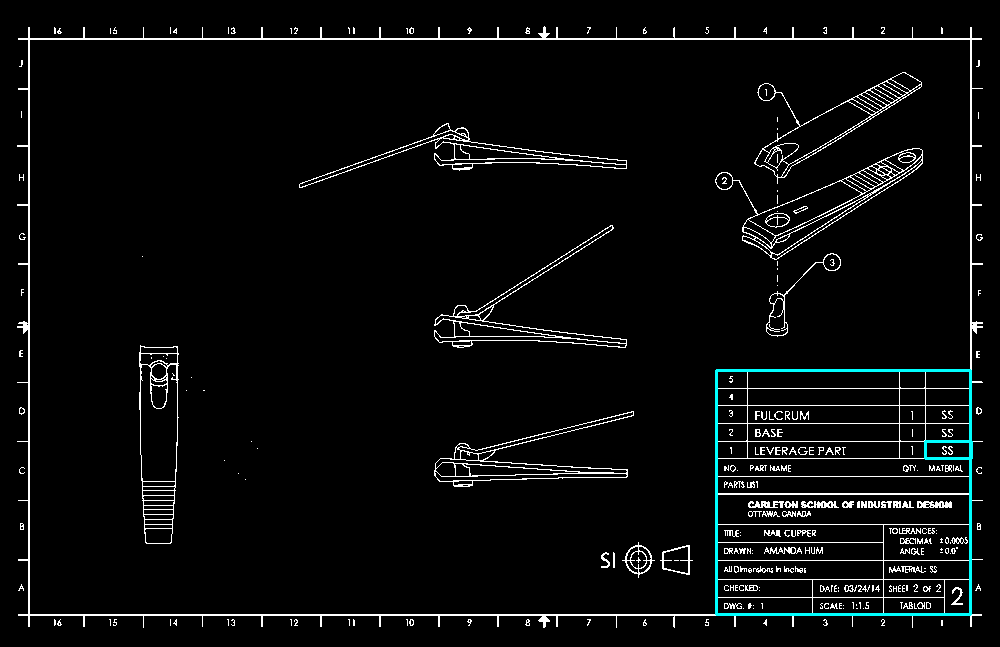 16 15 14 13 12 11 10 9 8 7 6 5 4 3 2 1
J J
I I
H H
G G
F F
E E
D D
C C
B B
A A
1
2
3
5
4
3 FULCRUM 1 SS
2 BASE 1 SS
1 LEVERAGE PART 1 SS
NO. PART NAME QTY. MATERIAL
PARTS LIST
CARLETON SCHOOL OF INDUSTRIAL DESIGN
OTTAWA, CANADA
TITLE: NAIL CLIPPER
TOLERANCES:
DECIMAL ±0.0005
ANGLE ±0.0°
DRAWN: AMANDA HUM
All Dimensions in Inches
MATERIAL: SS
CHECKED:
DATE: 03/24/14
SHEET 2 OF 2
DWG. #: 1
SCALE: 1:1.5
TABLOID
2
SI
16 15 14 13 12 11 10 9 8 7 6 5 4 3 2 1